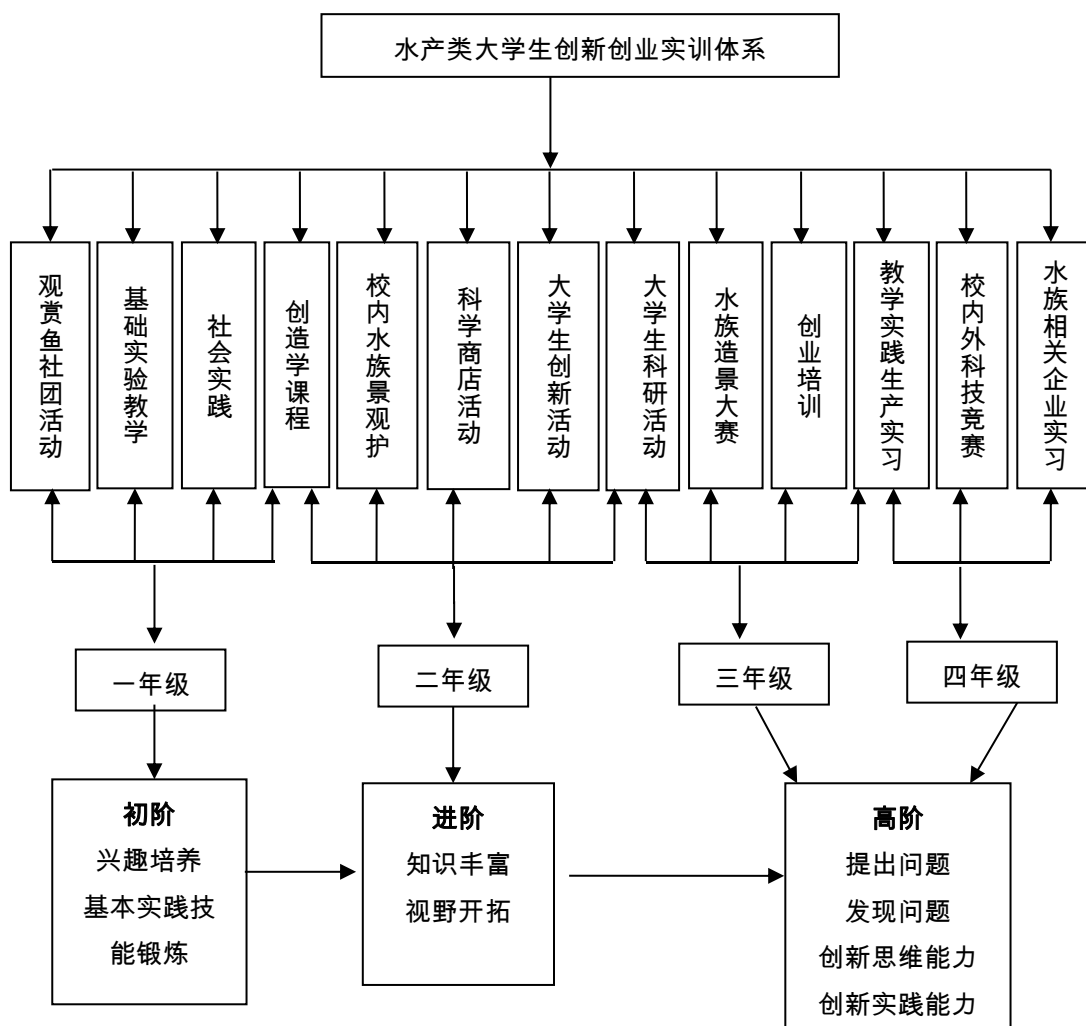 水产类大学生创新创业实训体系
观赏鱼社团活动
基础实验教学
社会实践
创造学课程
校内水族景观护
科学商店活动
大学生创新活动
大学生科研活动
水族造景大赛
创业培训
教学实践生产实习
校内外科技竞赛
水族相关企业实习
一年级
二年级
三年级
四年级
初阶
兴趣培养
基本实践技
能锻炼
进阶
知识丰富
视野开拓
高阶
提出问题
发现问题
创新思维能力
创新实践能力